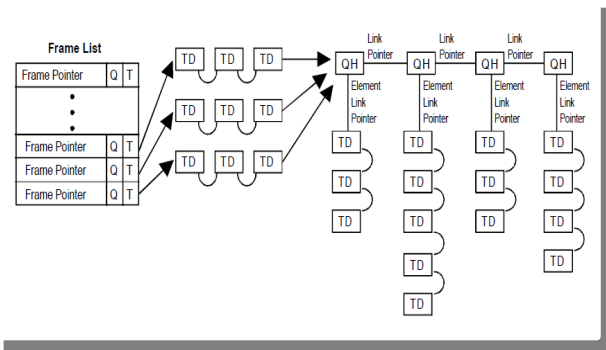 Frame List
Frame Pointer Q T
Frame Pointer Q T
Frame Pointer Q T
Frame Pointer Q T
TD TD TD
TD TD TD
TD TD TD
Link Pointer
Link Pointer
Link Pointer
QH QH QH QH
Element Link Pointer
Element Link Pointer
Element Link Pointer
Element Link Pointer
TD TD TD TD
TD TD TD TD
TD TD TD TD
TD TD
TD